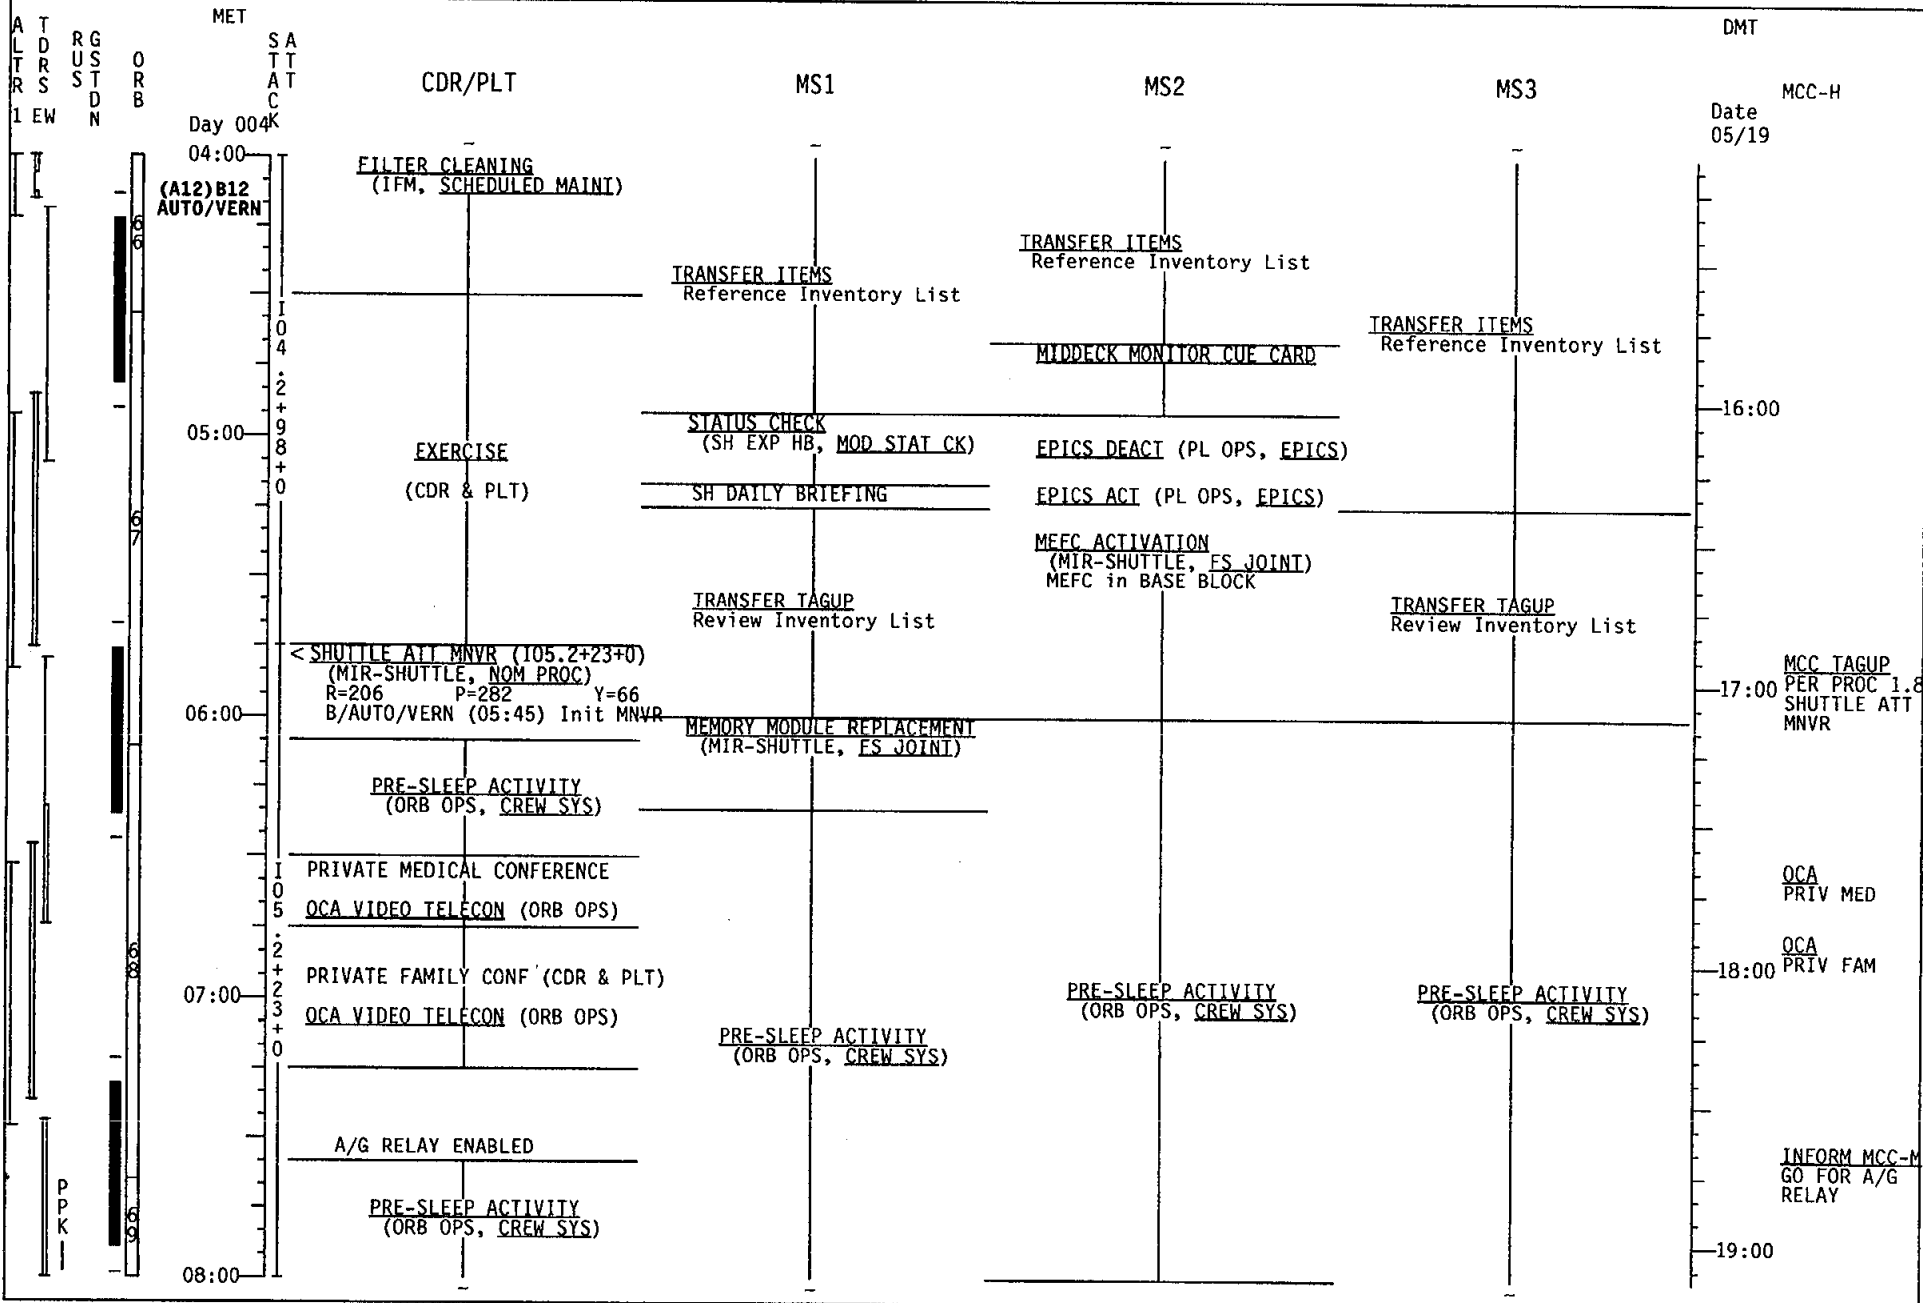 MET
DMT
ALTR 1
TDRS EW
RUS
GSTDN
ORB
STACK
ATT
CDR/PLT
MS1
MS2
MS3
MCC-H
Day 004
Date
05/19
04:00
(A12)B12
AUTO/VERN
66
FILTER CLEANING
(IFM, SCHEDULED MAINT)
TRANSFER ITEMS
Reference Inventory List
TRANSFER ITEMS
Reference Inventory List
TRANSFER ITEMS
Reference Inventory List
MIDDECK MONITOR CUE CARD
I04.2+98+0
16:00
05:00
STATUS CHECK
(SH EXP HB, MOD STAT CK)
EXERCISE
(CDR & PLT)
EPICS DEACT (PL OPS, EPICS)
SH DAILY BRIEFING
EPICS ACT (PL OPS, EPICS)
67
MEFC ACTIVATION
(MIR-SHUTTLE, FS JOINT)
MEFC in BASE BLOCK
TRANSFER TAGUP
Review Inventory List
TRANSFER TAGUP
Review Inventory List
< SHUTTLE ATT MNVR (I05.2+23+0)
(MIR-SHUTTLE, NOM PROC)
R=206 P=282 Y=66
B/AUTO/VERN (05:45) Init MNVR
MCC TAGUP
PER PROC 1.8
SHUTTLE ATT
MNVR
17:00
06:00
MEMORY MODULE REPLACEMENT
(MIR-SHUTTLE, FS JOINT)
PRE-SLEEP ACTIVITY
(ORB OPS, CREW SYS)
I05.2+23+0
PRIVATE MEDICAL CONFERENCE
OCA VIDEO TELECON (ORB OPS)
OCA
PRIV MED
68
PRIVATE FAMILY CONF (CDR & PLT)
OCA VIDEO TELECON (ORB OPS)
OCA
PRIV FAM
18:00
07:00
PRE-SLEEP ACTIVITY
(ORB OPS, CREW SYS)
PRE-SLEEP ACTIVITY
(ORB OPS, CREW SYS)
PRE-SLEEP ACTIVITY
(ORB OPS, CREW SYS)
A/G RELAY ENABLED
INFORM MCC-M
GO FOR A/G
RELAY
PPK
69
PRE-SLEEP ACTIVITY
(ORB OPS, CREW SYS)
19:00
08:00